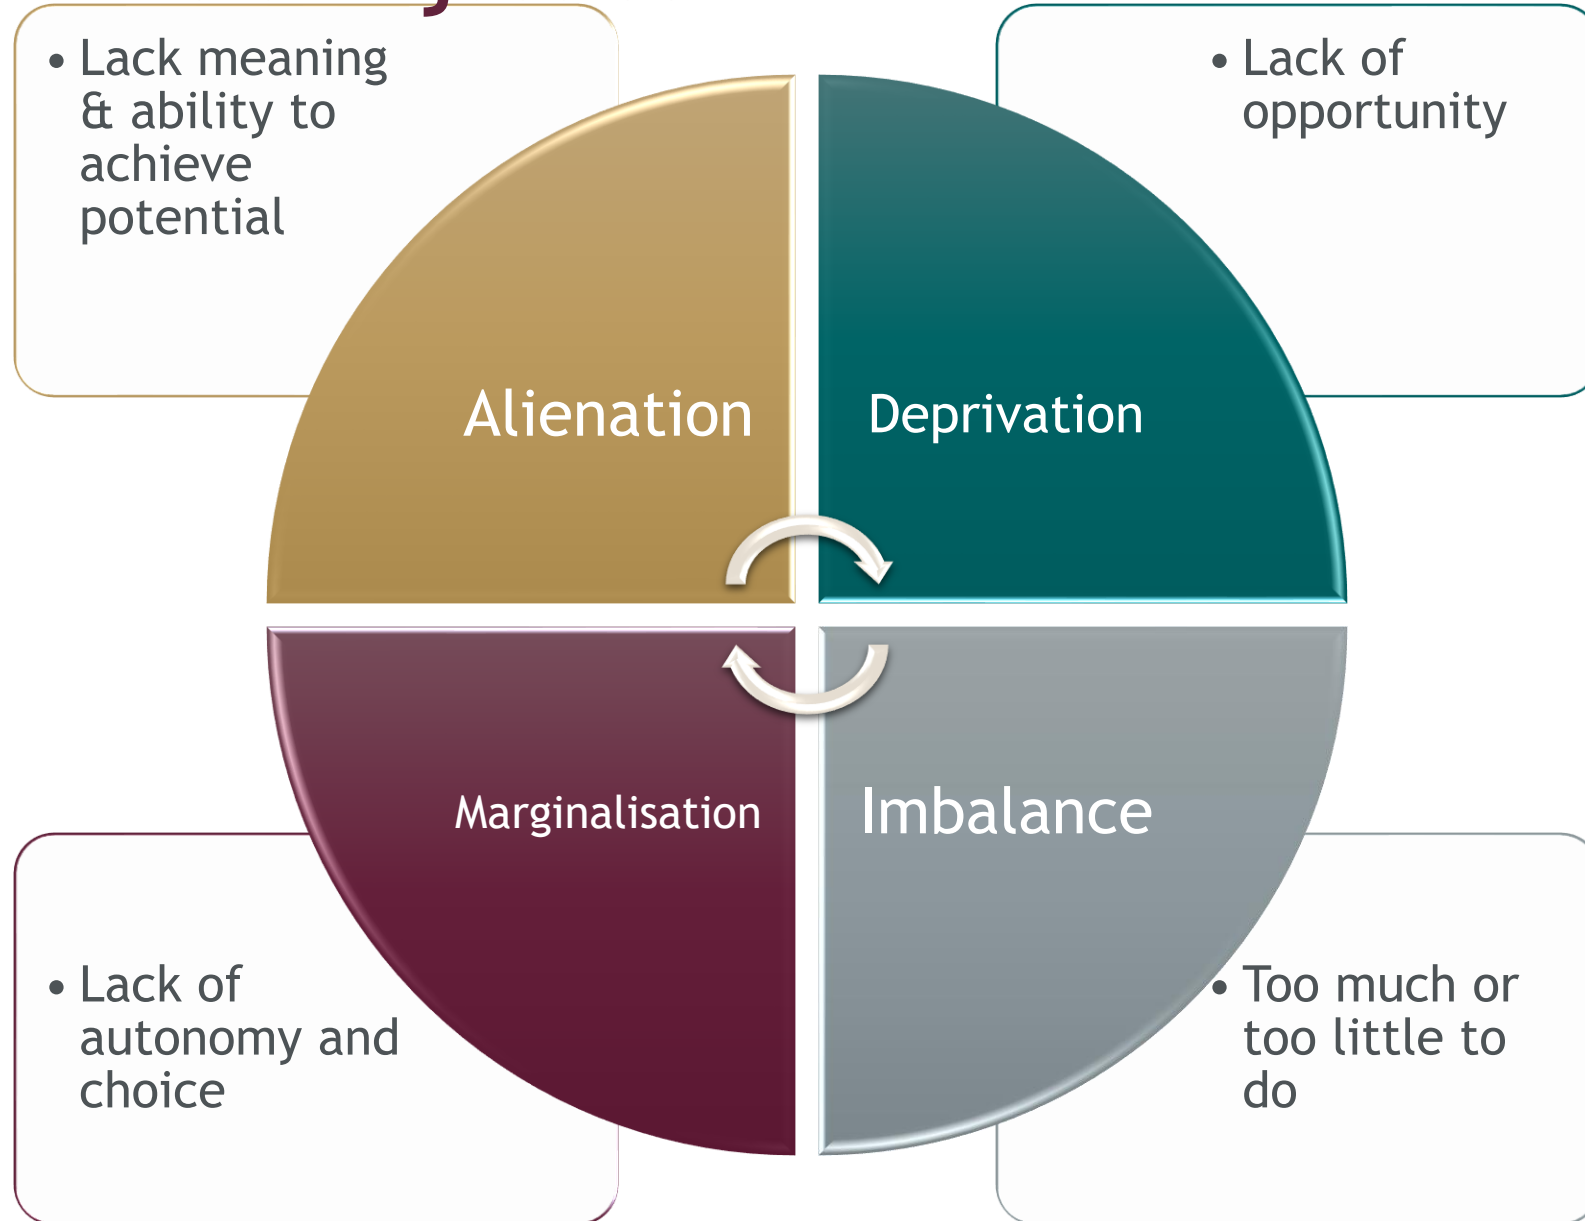 • Lack meaning
& ability to
achieve
potential
• Lack of
opportunity
Alienation
Deprivation
Marginalisation
Imbalance
• Lack of
autonomy and
choice
• Too much or
too little to
do